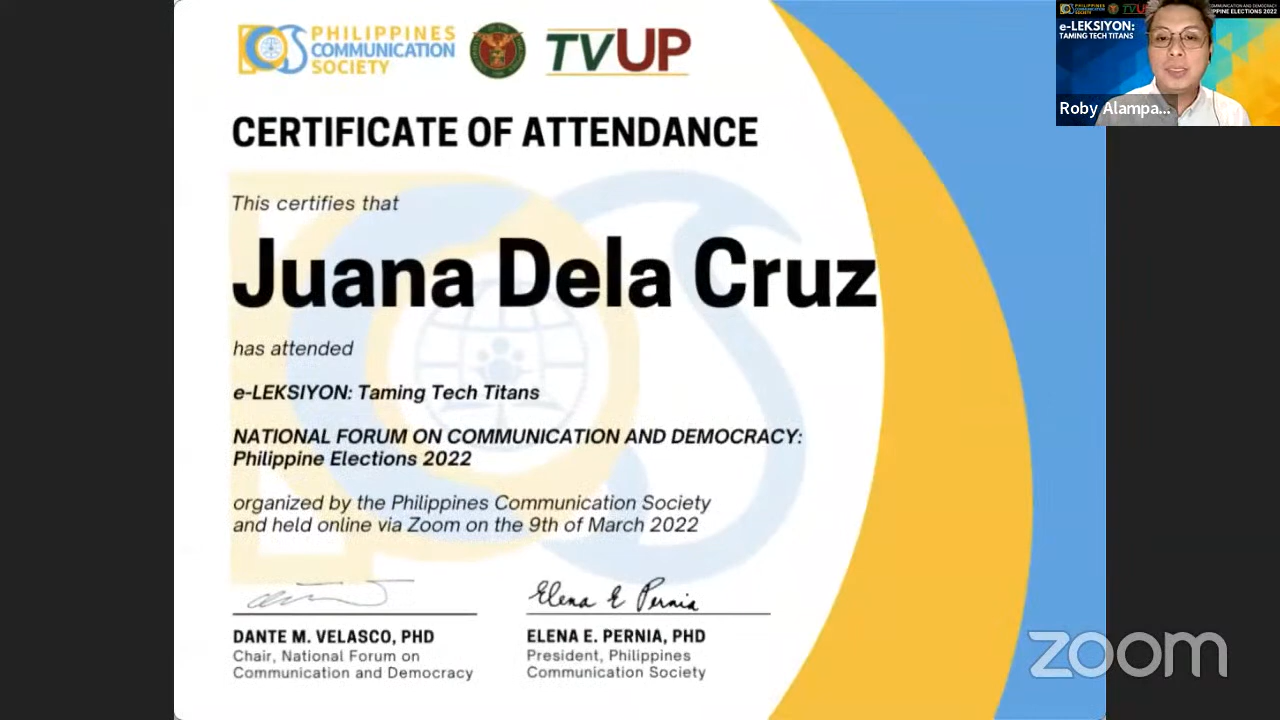 PHILIPPINES
COMMUNICATION
SOCIETY
TVUP
CERTIFICATE OF ATTENDANCE
This certifies that
Juana Dela Cruz
has attended
e-LEKSIYON: Taming Tech Titans
NATIONAL FORUM ON COMMUNICATION AND DEMOCRACY:
Philippine Elections 2022
organized by the Philippines Communication Society
and held online via Zoom on the 9th of March 2022
Elena E Pernia
DANTE M. VELASCO, PHD
Chair, National Forum on
Communication and Democracy
ELENA E. PERNIA, PHD
President, Philippines
Communication Society
e-LEKSIYON:
TAMING TECH TITANS
Roby Alampa...
zoom